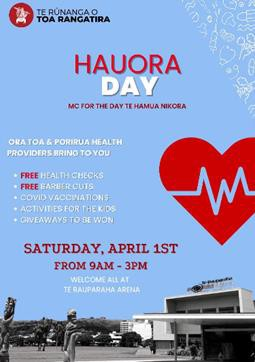 TE RŪNANGA O
TOA RANGATIRA
HAUORA
DAY
MC FOR THE DAY TE HAMUA NIKORA
ORA TOA & PORIRUA HEALTH
PROVIDERS BRING TO YOU
• FREE HEALTH CHECKS
• FREE BARBER CUTS
• COVID VACCINATIONS
• ACTIVITIES FOR THE KIDS
• GIVEAWAYS TO BE WON
SATURDAY, APRIL 1ST
FROM 9AM - 3PM
WELCOME ALL AT
TE RAUPARAHA ARENA